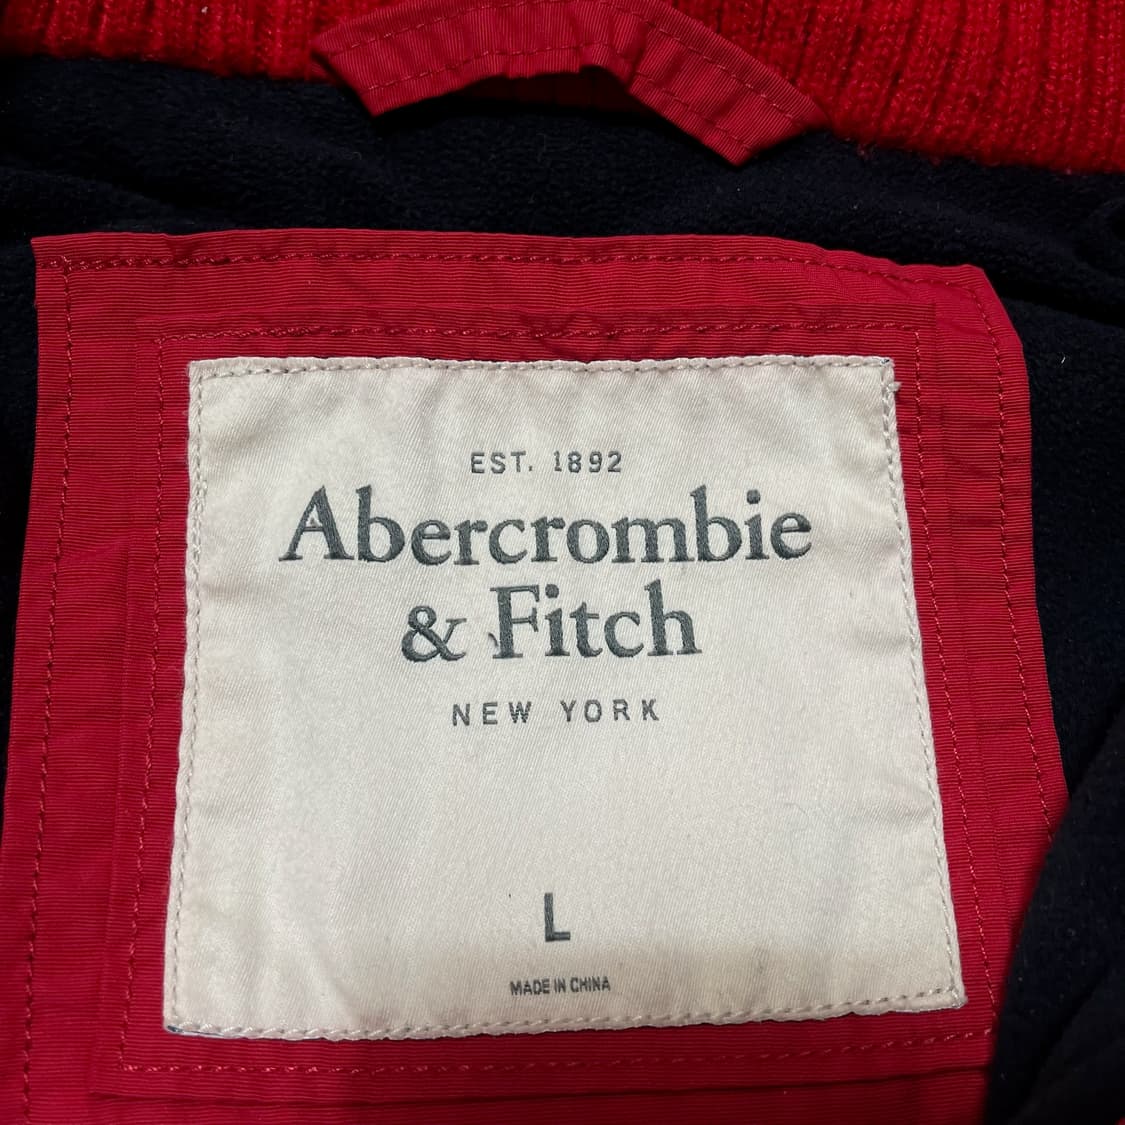 EST. 1892
Abercrombie
& Fitch
NEW YORK
L
MADE IN CHINA